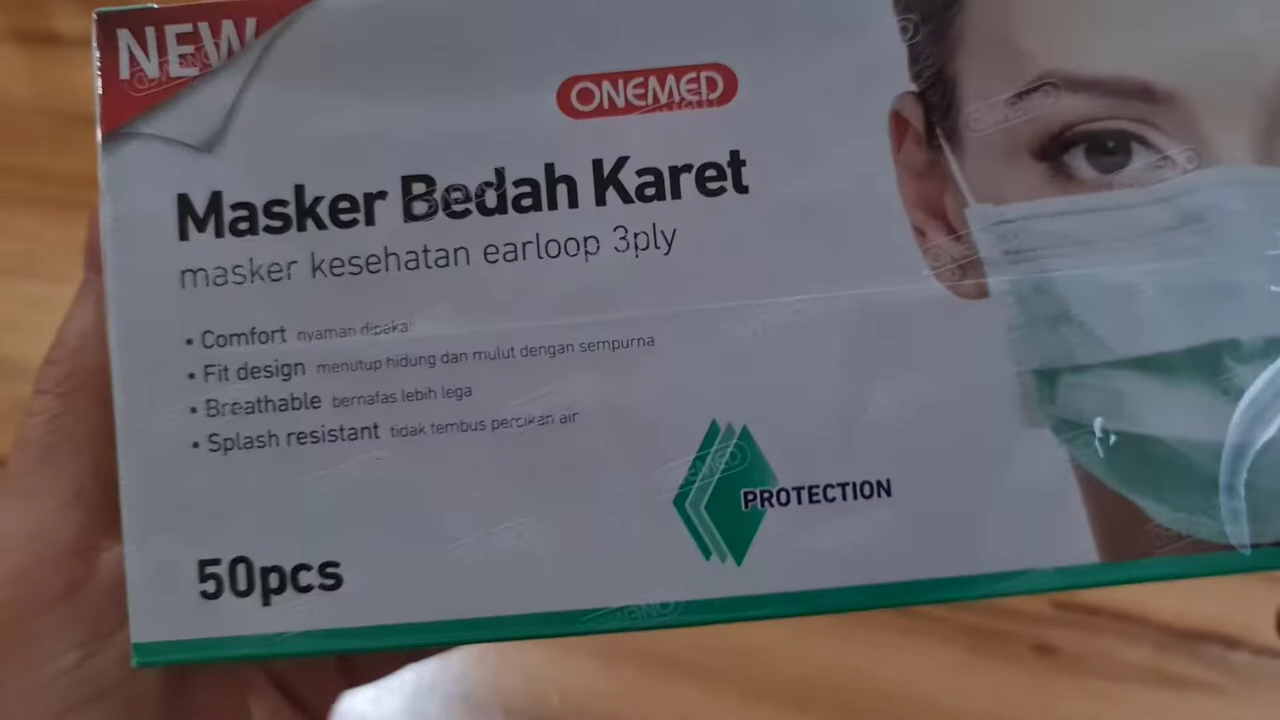 NEW
ONEMED
Masker Bedah Karet
masker kesehatan earloop 3ply
• Comfort nyaman dipakai
• Fit design menutup hidung dan mulut dengan sempurna
• Breathable bernafas lebih lega
• Splash resistant tidak tembus percikan air
PROTECTION
50pcs